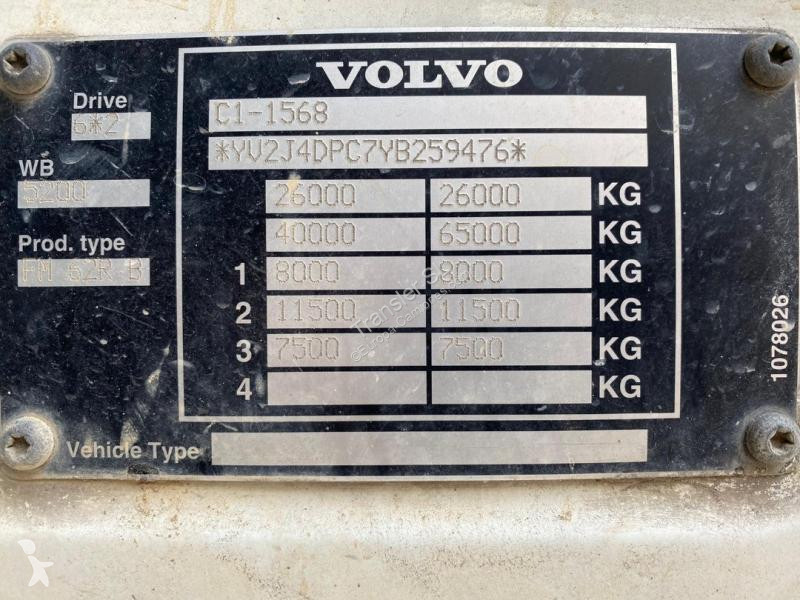 VOLVO
Drive
6*2
C1-1568
*YV2J4DPC7YB259476*
WB
5200
26000 26000 KG
40000 65000 KG
Prod. type
FM 62R B
1 8000 8000 KG
2 11500 11500 KG
3 7500 7500 KG
4 KG
Vehicle Type
1078026